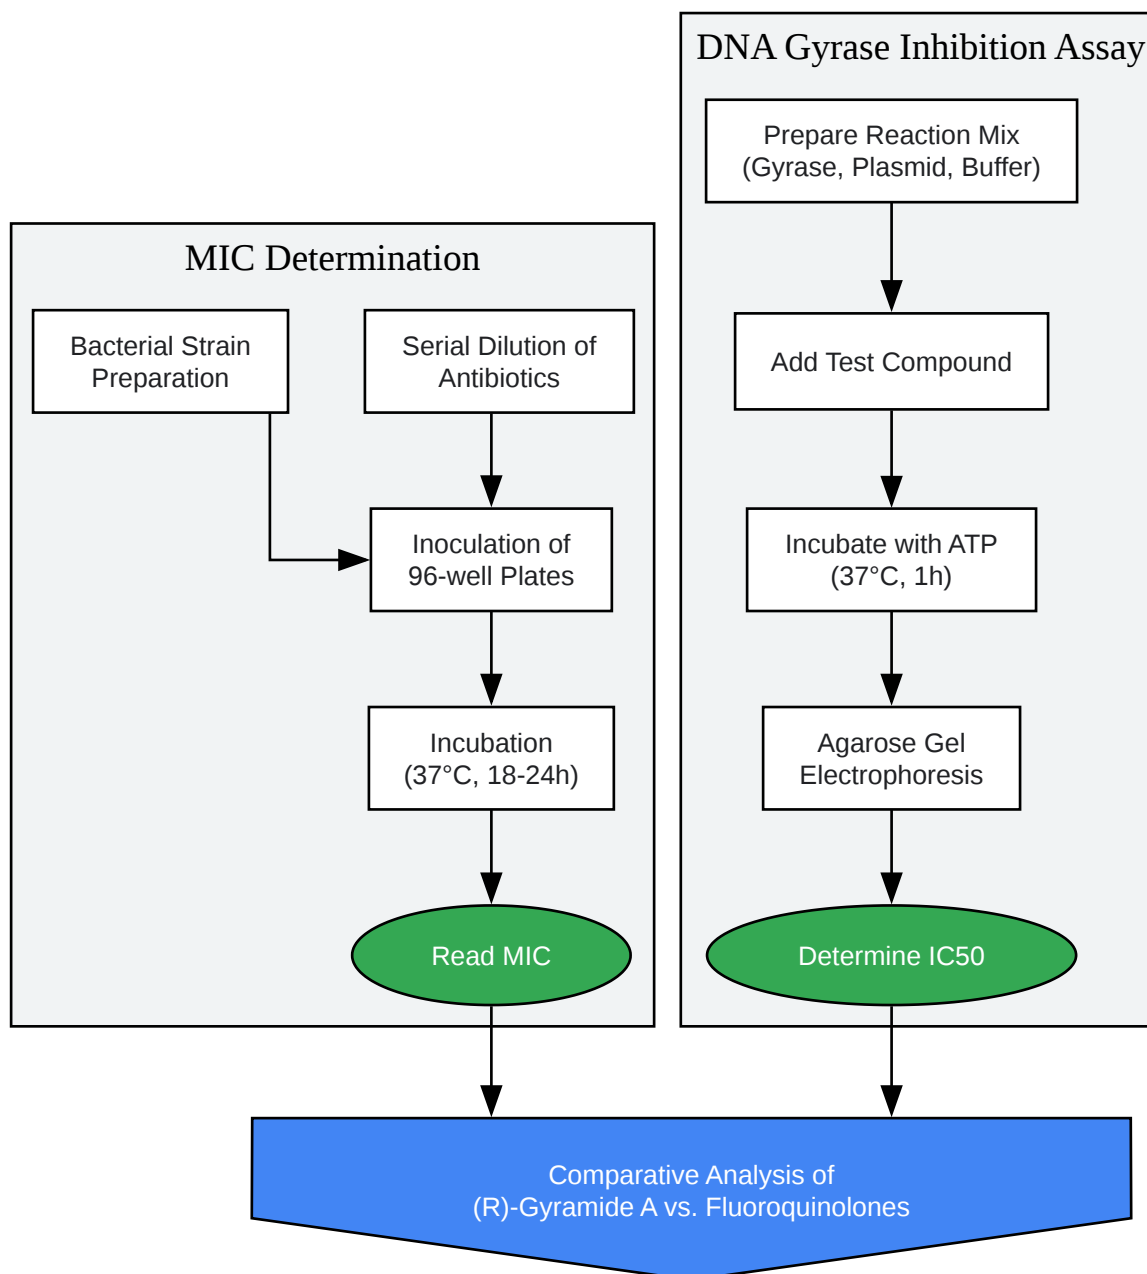 DNA Gyrase Inhibition Assay
Prepare Reaction Mix
(Gyrase, Plasmid, Buffer)
MIC Determination
Bacterial Strain
Preparation
Serial Dilution of
Antibiotics
Add Test Compound
Inoculation of
96-well Plates
Incubate with ATP
(37°C, 1h)
Incubation
(37°C, 18-24h)
Agarose Gel
Electrophoresis
Read MIC
Determine IC50
Comparative Analysis of
(R)-Gyramide A vs. Fluoroquinolones